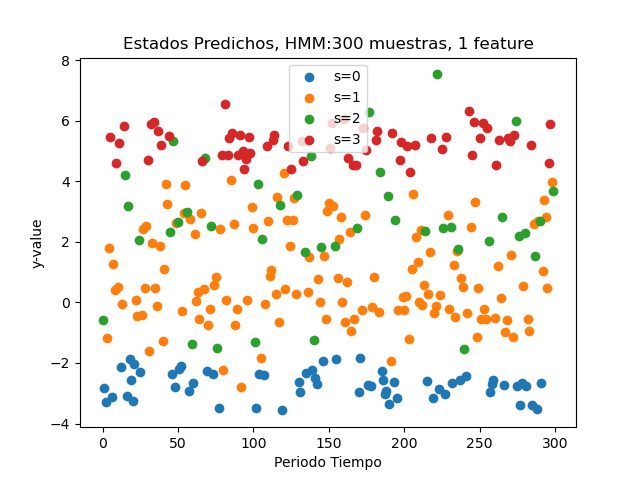 Estados Predichos, HMM:300 muestras, 1 feature
8
6
4
2
0
−2
−4
y-value
s=0
s=1
s=2
s=3
0 50 100 150 200 250 300
Periodo Tiempo